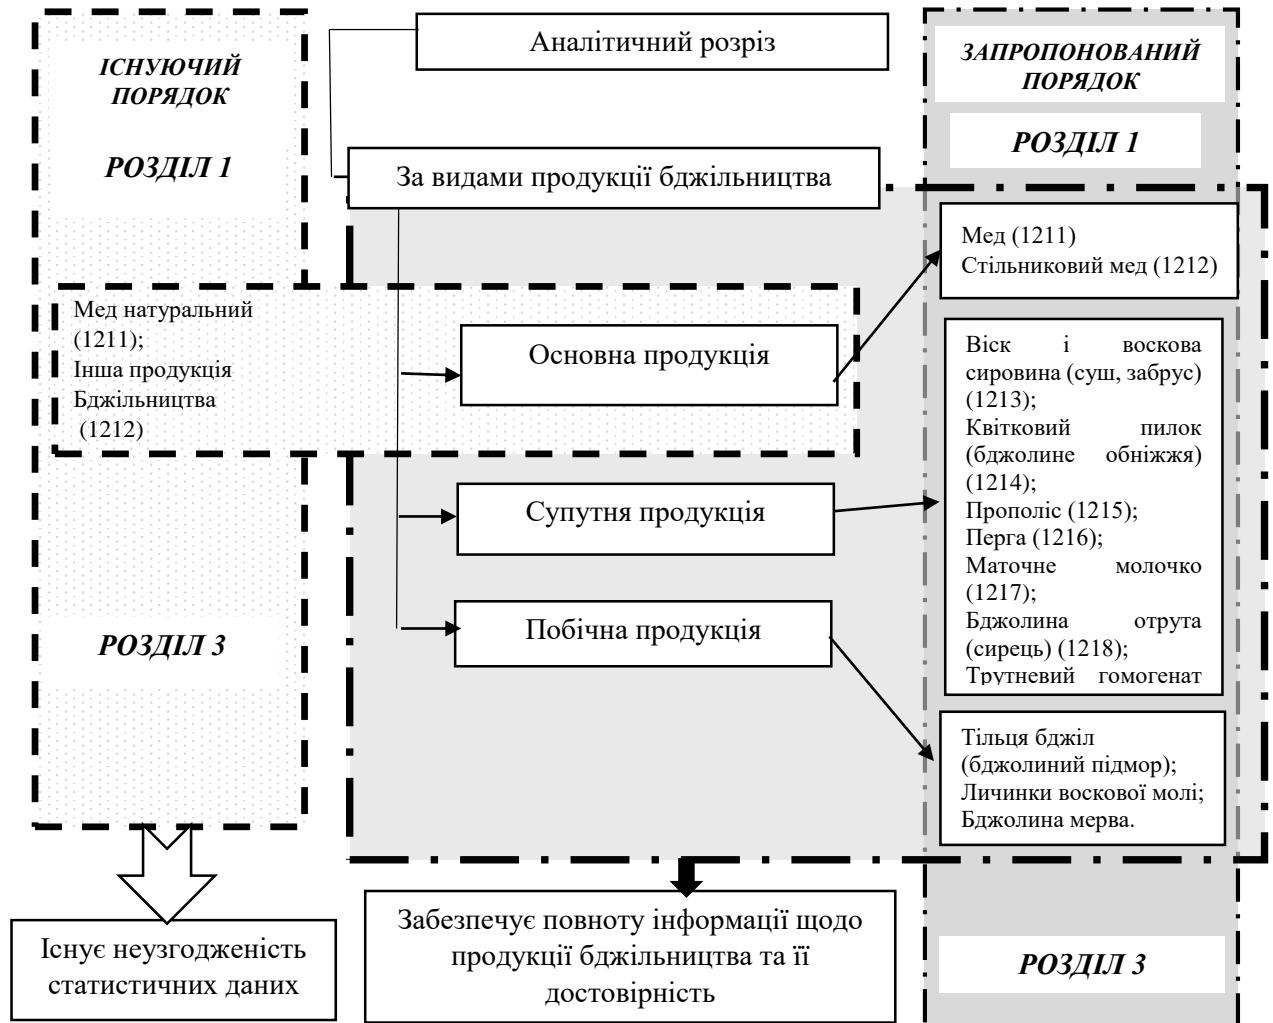 Аналітичний розріз
ІСНУЮЧИЙ
ПОРЯДОК
РОЗДІЛ 1
ЗАПРОПОНОВАНИЙ
ПОРЯДОК
РОЗДІЛ 1
За видами продукції бджільництва
Мед (1211)
Стільниковий мед (1212)
Мед натуральний
(1211);
Інша продукція
Бджільництва
(1212)
Основна продукція
Віск і воскова
сировина (суш, забрус)
(1213);
Квітковий пилок
(бджолине обніжжя)
(1214);
Прополіс (1215);
Перга (1216);
Маточне молочко
(1217);
Бджолина отрута
(сирець) (1218);
Трутневий гомогенат
Супутня продукція
Побічна продукція
РОЗДІЛ 3
Тільця бджіл
(бджолиний підмор);
Личинки воскової молі;
Бджолина мерва.
Існує неузгодженість
статистичних даних
Забезпечує повноту інформації щодо
продукції бджільництва та її
достовірність
РОЗДІЛ 3